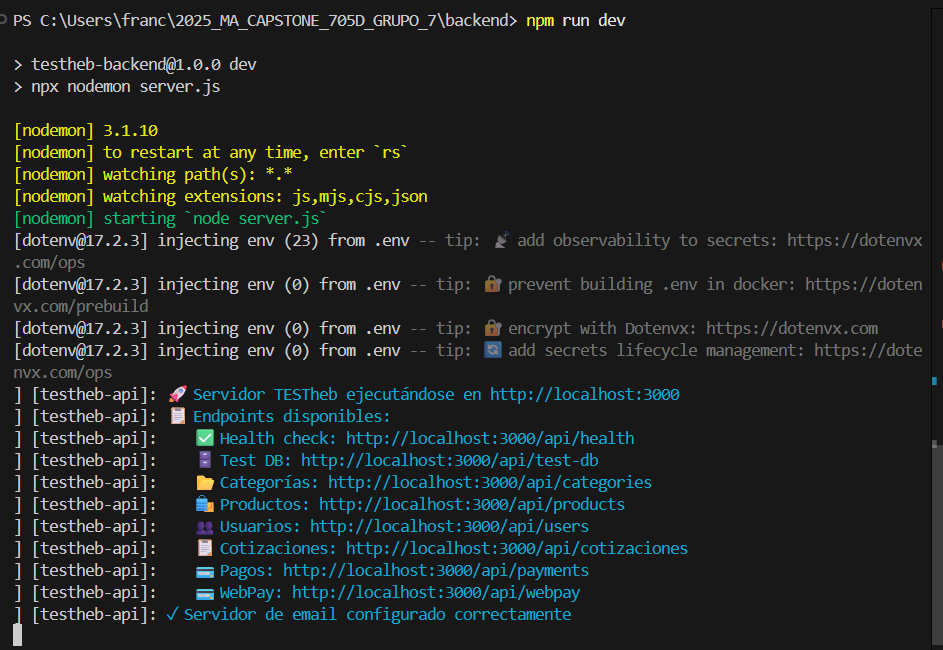 PS C:\Users\franc\2025_MA_CAPSTONE_705D_GRUPO_7\backend> npm run dev
> testheb-backend@1.0.0 dev
> npx nodemon server.js
[nodemon] 3.1.10
[nodemon] to restart at any time, enter `rs`
[nodemon] watching path(s): *.*
[nodemon] watching extensions: js,mjs,cjs,json
[nodemon] starting `node server.js`
[dotenv@17.2.3] injecting env (23) from .env -- tip: 📡 add observability to secrets: https://dotenvx
.com/ops
[dotenv@17.2.3] injecting env (0) from .env -- tip: 🔐 prevent building .env in docker: https://doten
vx.com/prebuild
[dotenv@17.2.3] injecting env (0) from .env -- tip: 🔐 encrypt with Dotenvx: https://dotenvx.com
[dotenv@17.2.3] injecting env (0) from .env -- tip: 🔄 add secrets lifecycle management: https://dote
nvx.com/ops
] [testheb-api]: 🚀 Servidor TESTheb ejecutándose en http://localhost:3000
] [testheb-api]: 📋 Endpoints disponibles:
] [testheb-api]: ✅ Health check: http://localhost:3000/api/health
] [testheb-api]: 🗄️ Test DB: http://localhost:3000/api/test-db
] [testheb-api]: 📂 Categorías: http://localhost:3000/api/categories
] [testheb-api]: 🛍️ Productos: http://localhost:3000/api/products
] [testheb-api]: 👥 Usuarios: http://localhost:3000/api/users
] [testheb-api]: 📋 Cotizaciones: http://localhost:3000/api/cotizaciones
] [testheb-api]: 💳 Pagos: http://localhost:3000/api/payments
] [testheb-api]: 💳 WebPay: http://localhost:3000/api/webpay
] [testheb-api]: ✓ Servidor de email configurado correctamente